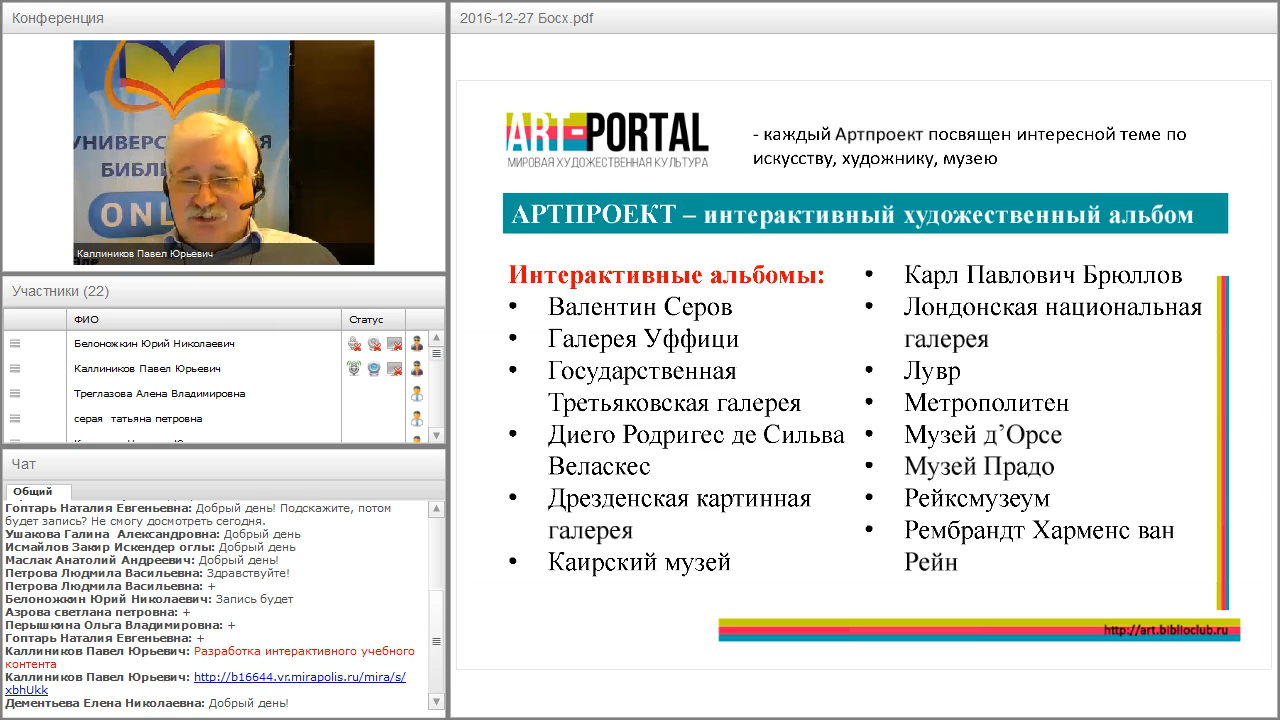 Конференция
УНИВЕРС
АЯ
БИБЛИ
ONL
Каллиников Павел Юрьевич
Участники (22)
ФИО
Статус
Белоножкин Юрий Николаевич
Каллиников Павел Юрьевич
Треглазова Алена Владимировна
серая татьяна петровна
Чат
Общий
Гоптарь Наталия Евгеньевна: Добрый день! Подскажите, потом
будет запись? Не смогу досмотреть сегодня.
Ушакова Галина Александровна: Добрый день
Исмайлов Закир Искендер оглы: Добрый день
Маслак Анатолий Андреевич: Добрый день!
Петрова Людмила Васильевна: Здравствуйте!
Петрова Людмила Васильевна: +
Белоножкин Юрий Николаевич: Запись будет
Азрова светлана петровна: +
Перышкина Ольга Владимировна: +
Гоптарь Наталия Евгеньевна: +
Каллиников Павел Юрьевич: Разработка интерактивного учебного
контента
Каллиников Павел Юрьевич: http://b16644.vr.mirapolis.ru/mira/s/
xbhUkk
Дементьева Елена Николаевна: Добрый день!
2016-12-27 Босх.pdf
ART-PORTAL
МИРОВАЯ ХУДОЖЕСТВЕННАЯ КУЛЬТУРА
- каждый Артпроект посвящен интересной теме по
искусству, художнику, музею
АРТПРОЕКТ – интерактивный художественный альбом
Интерактивные альбомы:
• Валентин Серов
• Галерея Уффици
• Государственная
Третьяковская галерея
• Диего Родригес де Сильва
Веласкес
• Дрезденская картинная
галерея
• Каирский музей
• Карл Павлович Брюллов
• Лондонская национальная
галерея
• Лувр
• Метрополитен
• Музей д’Орсе
• Музей Прадо
• Рейксмузеум
• Рембрандт Харменс ван
Рейн
http://art.biblioclub.ru